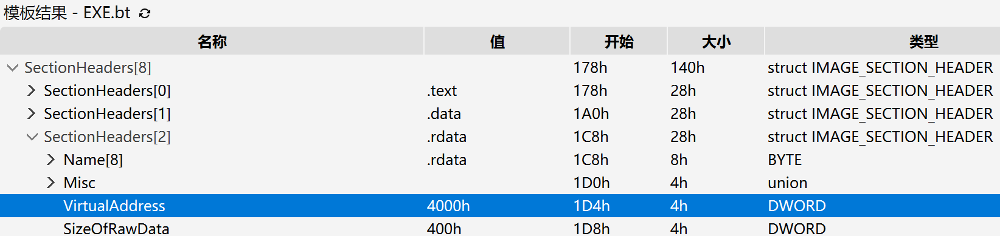 模板结果 - EXE.bt
名称 值 开始 大小 类型
SectionHeaders[8] 178h 140h struct IMAGE_SECTION_HEADER
SectionHeaders[0] .text 178h 28h struct IMAGE_SECTION_HEADER
SectionHeaders[1] .data 1A0h 28h struct IMAGE_SECTION_HEADER
SectionHeaders[2] .rdata 1C8h 28h struct IMAGE_SECTION_HEADER
Name[8] .rdata 1C8h 8h BYTE
Misc 1D0h 4h union
VirtualAddress 4000h 1D4h 4h DWORD
SizeOfRawData 400h 1D8h 4h DWORD